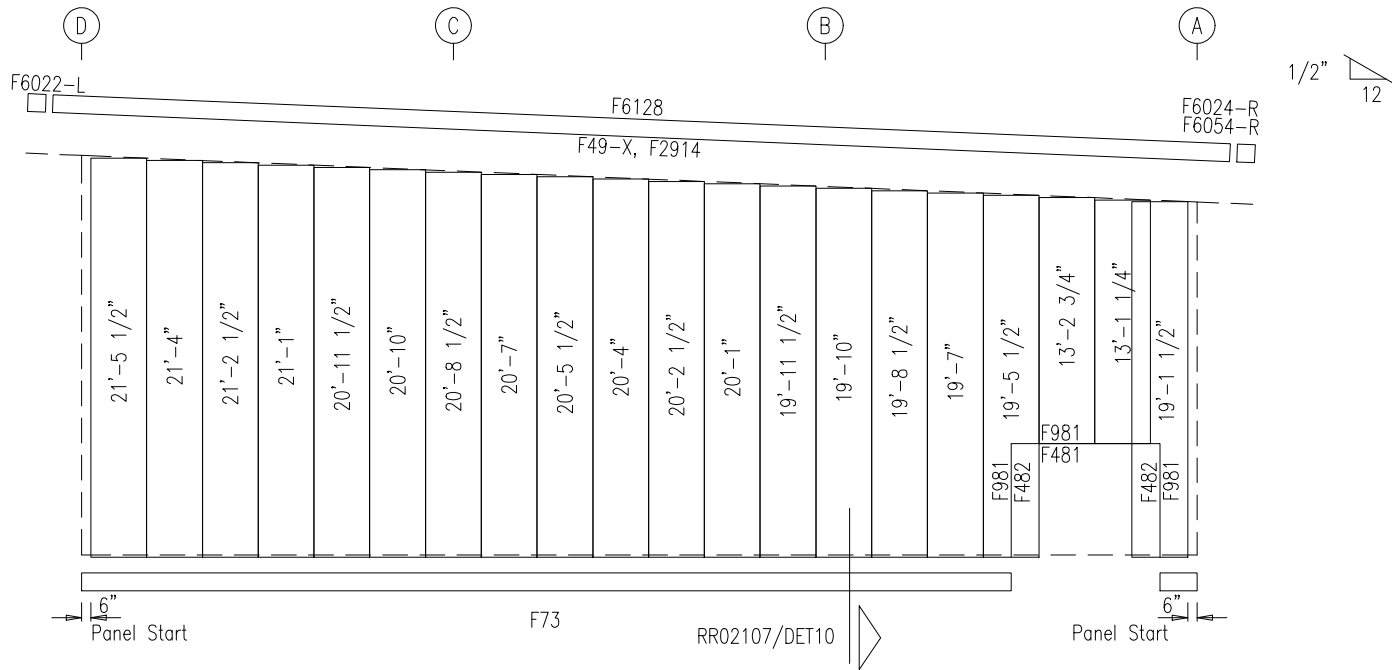 D
C
B
A
1/2"
12
F6022-L
F6128
F6024-R
F6054-R
F49-X, F2914
21'-5 1/2"
21'-4"
21'-2 1/2"
21'-1"
20'-11 1/2"
20'-10"
20'-8 1/2"
20'-7"
20'-5 1/2"
20'-4"
20'-2 1/2"
20'-1"
19'-11 1/2"
19'-10"
19'-8 1/2"
19'-7"
19'-5 1/2"
13'-2 3/4"
13'-1 1/4"
19'-1 1/2"
F981
F481
F981
F482
F482
F981
6"
Panel Start
F73
RR02107/DET10
6"
Panel Start